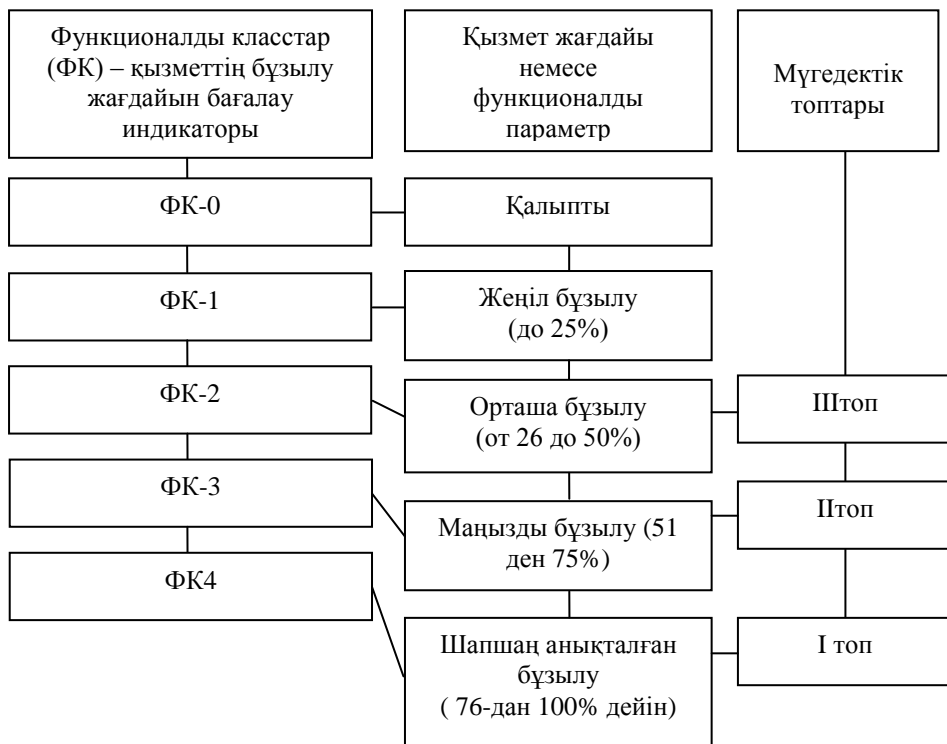 Функционалды класстар
(ФК) – қызметтің бұзылу
жағдайын бағалау
индикаторы
Қызмет жағдайы
немесе
функционалды
параметр
Мүгедектік
топтары
ФК-0
Қалыпты
ФК-1
Жеңіл бұзылу
(до 25%)
ФК-2
Орташа бұзылу
(от 26 до 50%)
ІІІтоп
ФК-3
Маңызды бұзылу (51
ден 75%)
ІІтоп
ФК4
Шапшаң анықталған
бұзылу
( 76-дан 100% дейін)
І топ